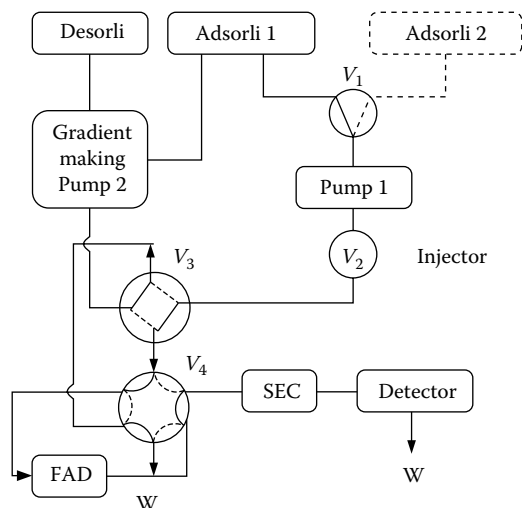 Desorli
Adsorli 1
Adsorli 2
V1
Gradient
making
Pump 2
Pump 1
V2
Injector
V3
V4
SEC
Detector
FAD
W
W